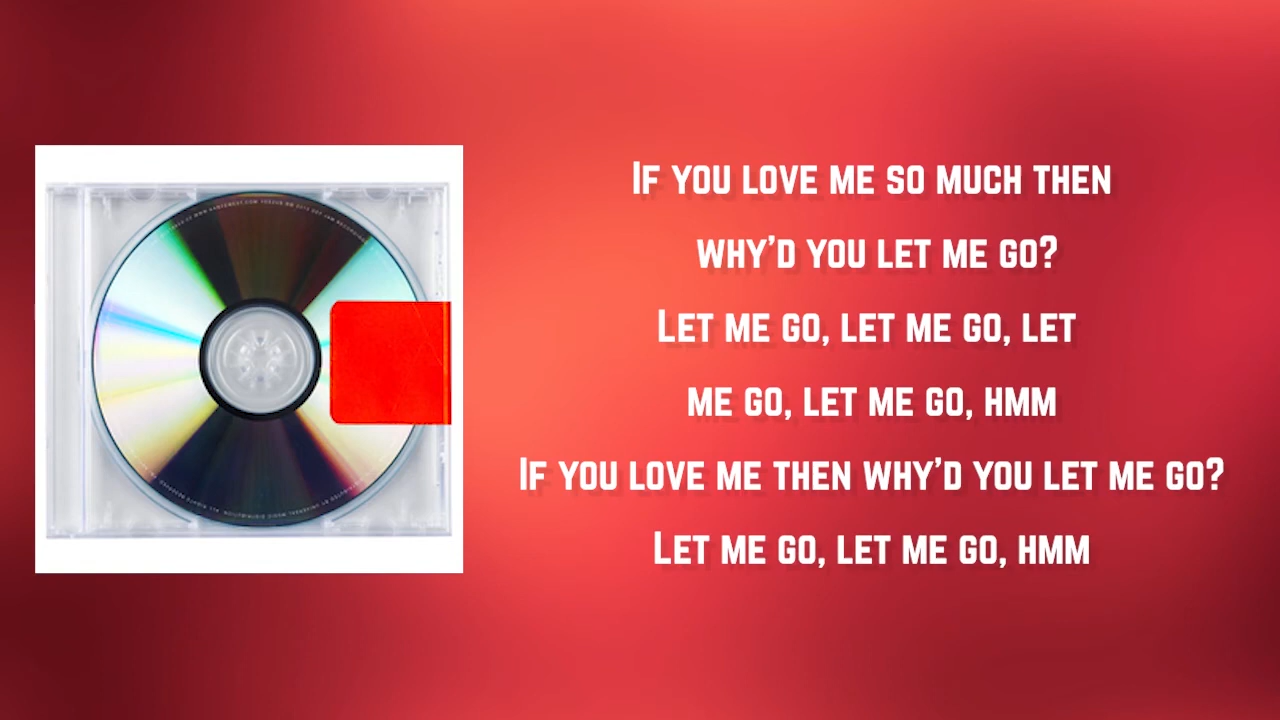 If you love me so much then
why'd you let me go?
Let me go, let me go, let
me go, let me go, hmm
If you love me then why'd you let me go?
Let me go, let me go, hmm